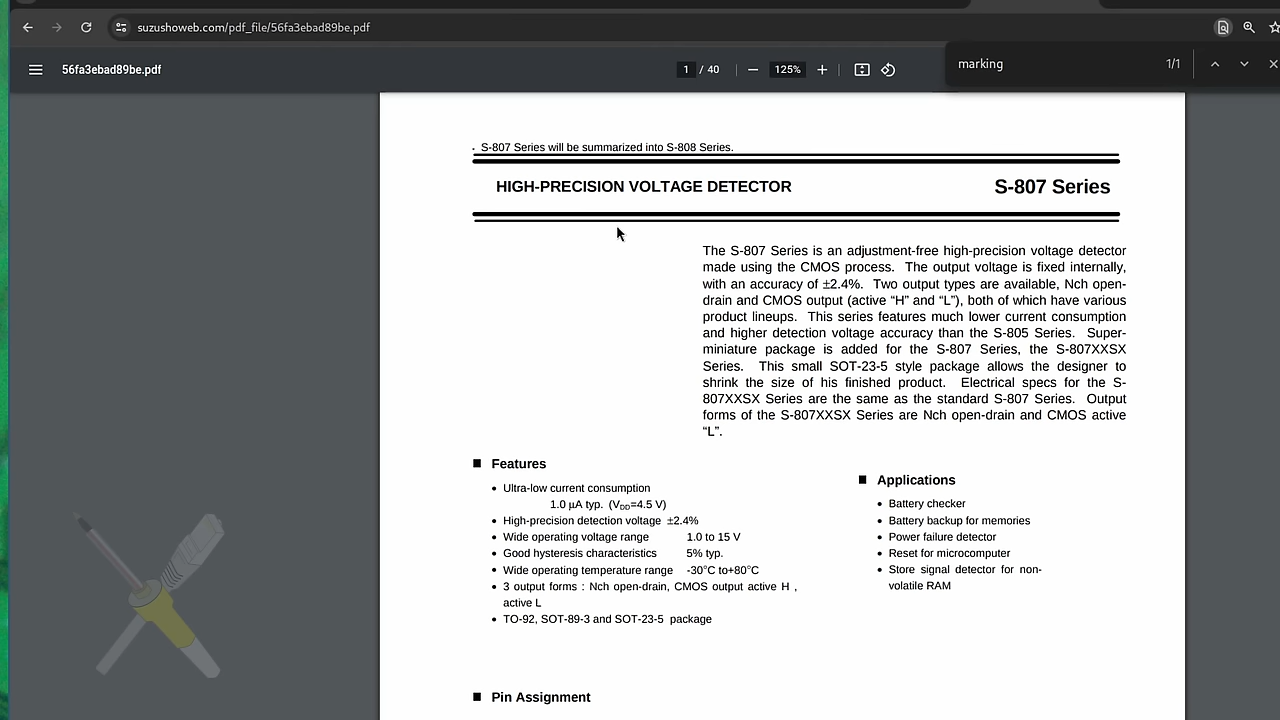 suzushoweb.com/pdf_file/56fa3ebad89be.pdf
56fa3ebad89be.pdf
1 / 40
125%
marking
1/1
S-807 Series will be summarized into S-808 Series.
HIGH-PRECISION VOLTAGE DETECTOR
S-807 Series
The S-807 Series is an adjustment-free high-precision voltage detector
made using the CMOS process. The output voltage is fixed internally,
with an accuracy of ±2.4%. Two output types are available, Nch open-
drain and CMOS output (active “H” and “L”), both of which have various
product lineups. This series features much lower current consumption
and higher detection voltage accuracy than the S-805 Series. Super-
miniature package is added for the S-807 Series, the S-807XXSX
Series. This small SOT-23-5 style package allows the designer to
shrink the size of his finished product. Electrical specs for the S-
807XXSX Series are the same as the standard S-807 Series. Output
forms of the S-807XXSX Series are Nch open-drain and CMOS active
“L”.
■ Features
• Ultra-low current consumption
1.0 µA typ. (VDD=4.5 V)
• High-precision detection voltage ±2.4%
• Wide operating voltage range 1.0 to 15 V
• Good hysteresis characteristics 5% typ.
• Wide operating temperature range -30°C to+80°C
• 3 output forms : Nch open-drain, CMOS output active H ,
active L
• TO-92, SOT-89-3 and SOT-23-5 package
■ Applications
• Battery checker
• Battery backup for memories
• Power failure detector
• Reset for microcomputer
• Store signal detector for non-
volatile RAM
■ Pin Assignment